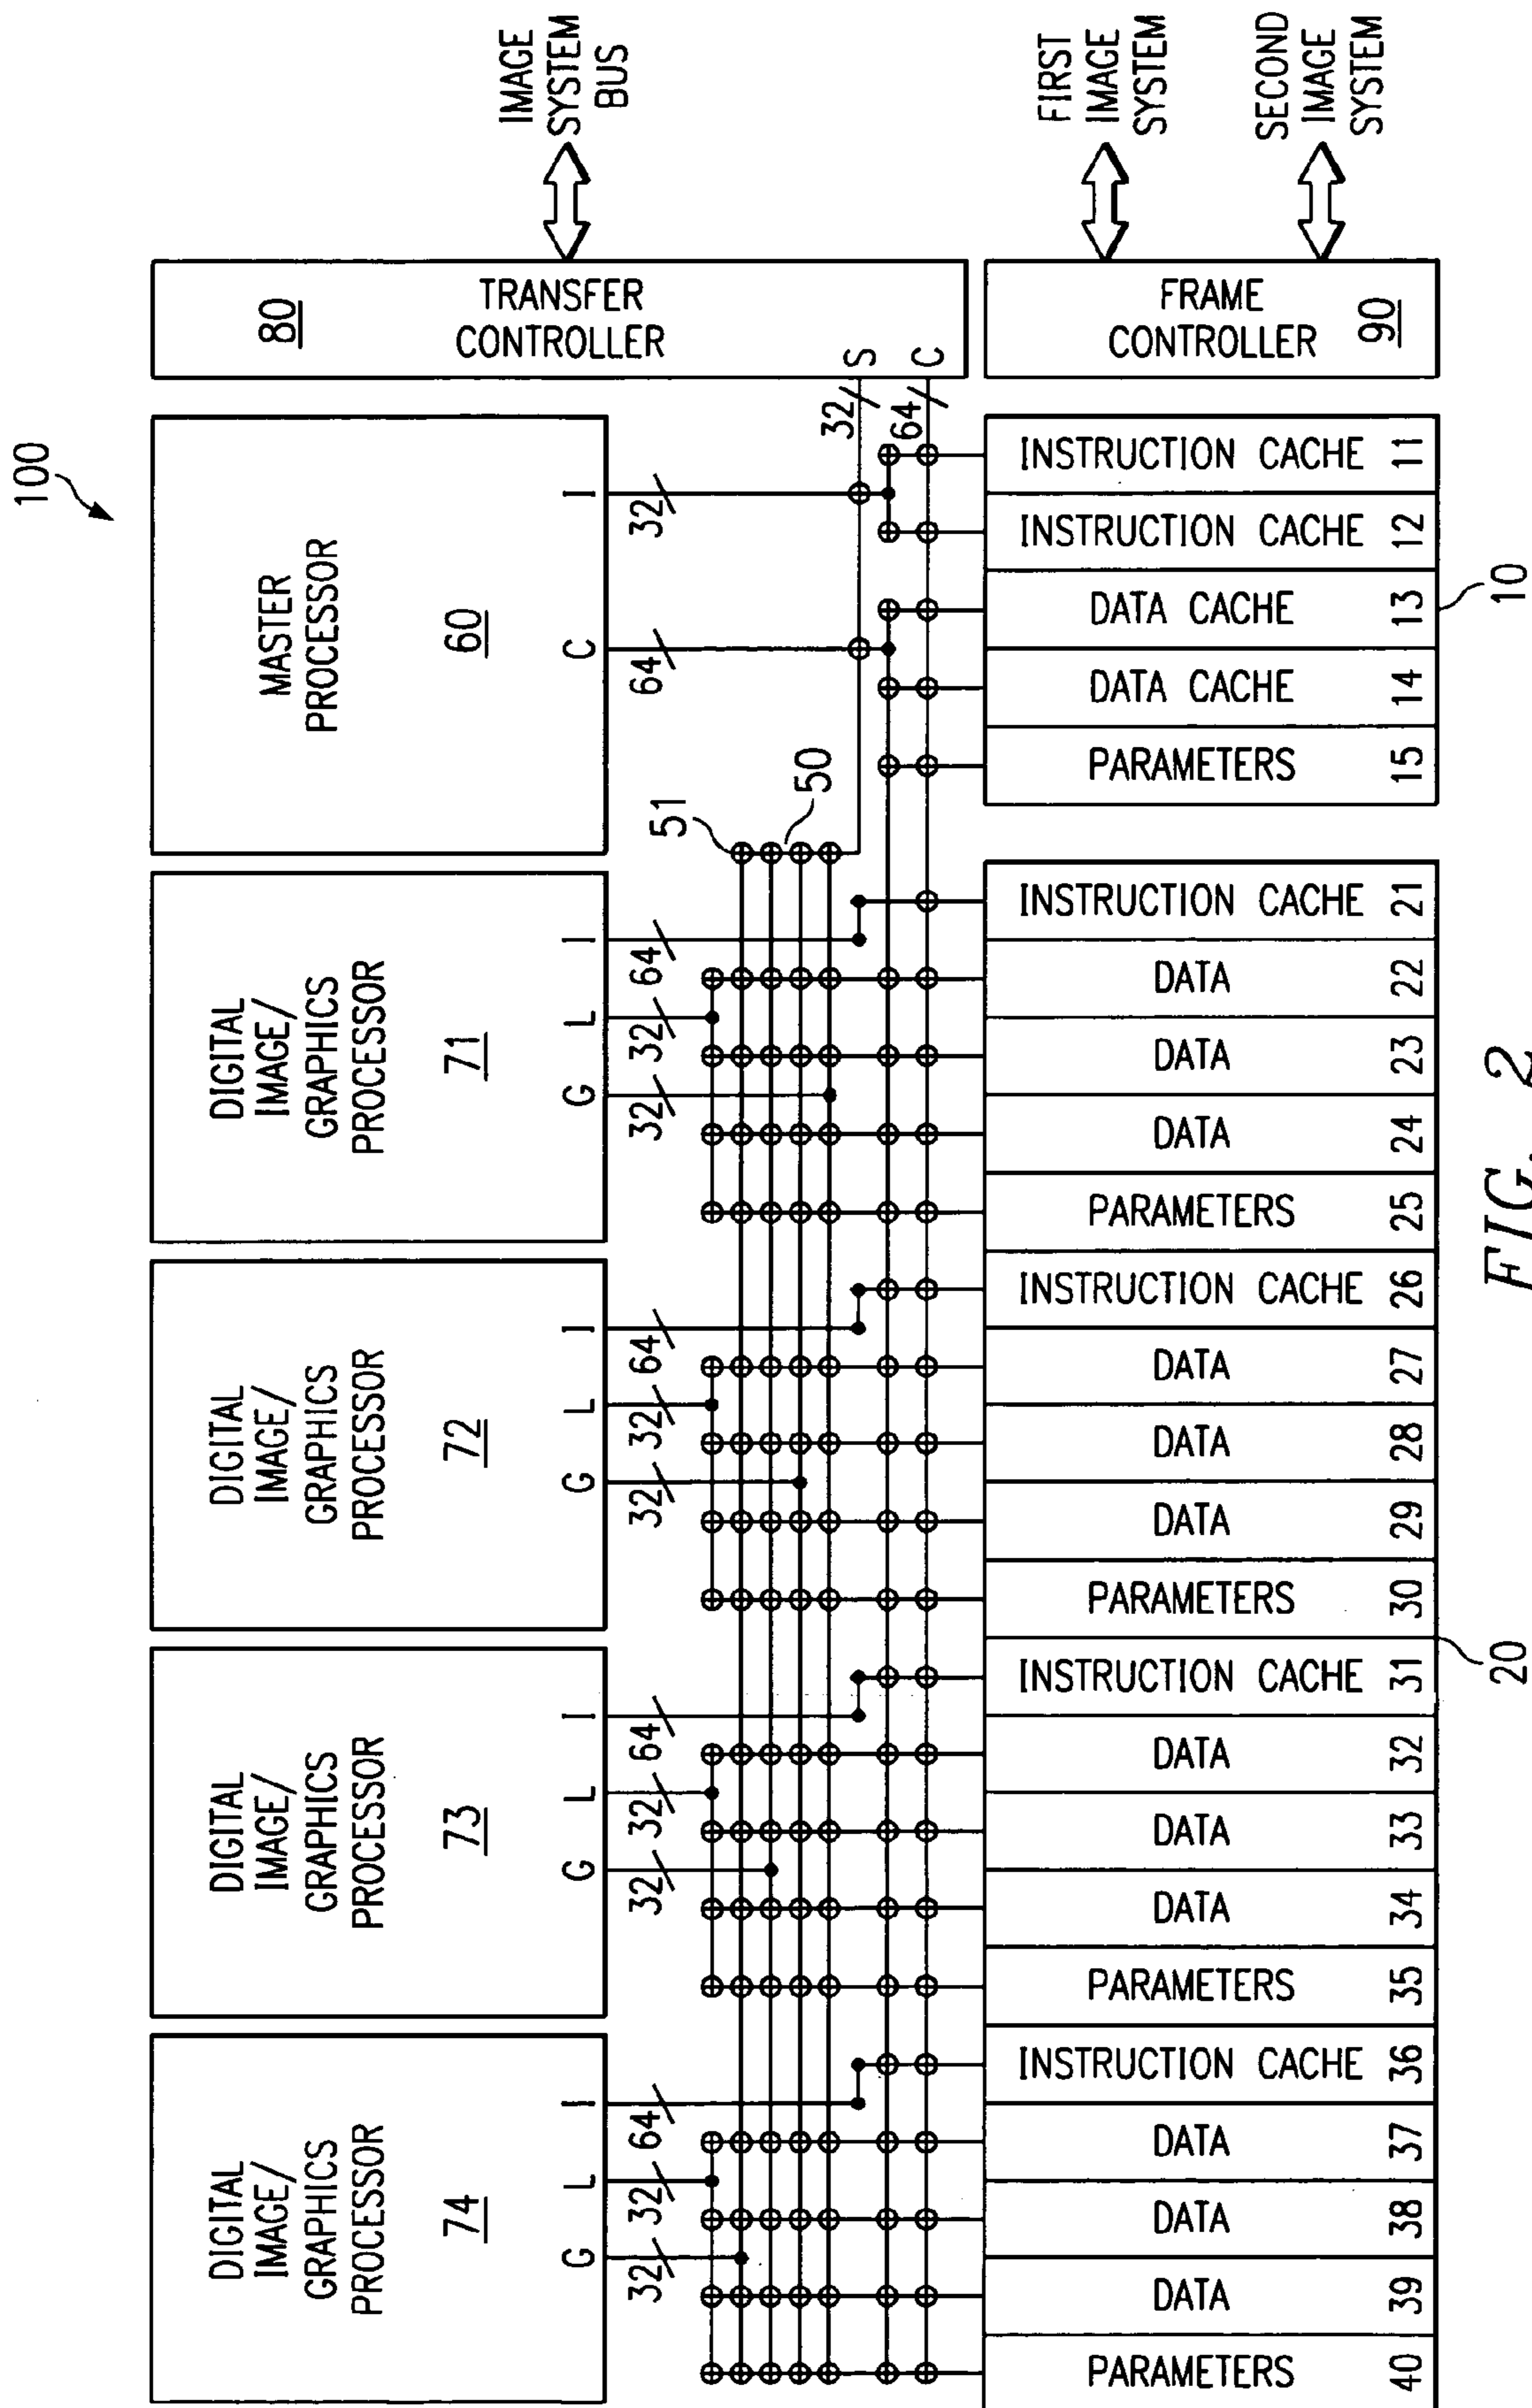 100
DIGITAL
IMAGE/
GRAPHICS
PROCESSOR
74
G
L
I
32
32
64
DIGITAL
IMAGE/
GRAPHICS
PROCESSOR
73
G
L
I
32
32
64
DIGITAL
IMAGE/
GRAPHICS
PROCESSOR
72
G
L
I
32
32
64
DIGITAL
IMAGE/
GRAPHICS
PROCESSOR
71
G
L
I
32
32
64
MASTER
PROCESSOR
60
C
I
64
32
80
TRANSFER
CONTROLLER
S
C
32
64
IMAGE
SYSTEM
BUS
51
50
FRAME
CONTROLLER
90
FIRST
IMAGE
SYSTEM
SECOND
IMAGE
SYSTEM
PARAMETERS 40
DATA 39
DATA 38
DATA 37
INSTRUCTION CACHE 36
PARAMETERS 35
DATA 34
DATA 33
DATA 32
INSTRUCTION CACHE 31
PARAMETERS 30
DATA 29
DATA 28
DATA 27
INSTRUCTION CACHE 26
PARAMETERS 25
DATA 24
DATA 23
DATA 22
INSTRUCTION CACHE 21
PARAMETERS 15
DATA CACHE 14
DATA CACHE 13
INSTRUCTION CACHE 12
INSTRUCTION CACHE 11
20
10
FIG. 2